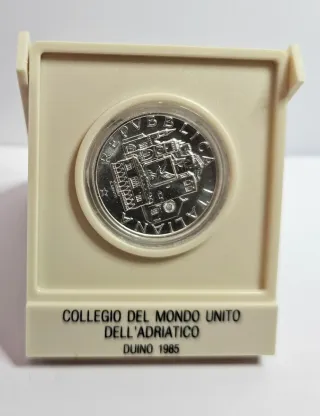 REPVBBLICA ITALIANA
COLLEGIO DEL MONDO UNITO
DELL'ADRIATICO
DUINO 1985